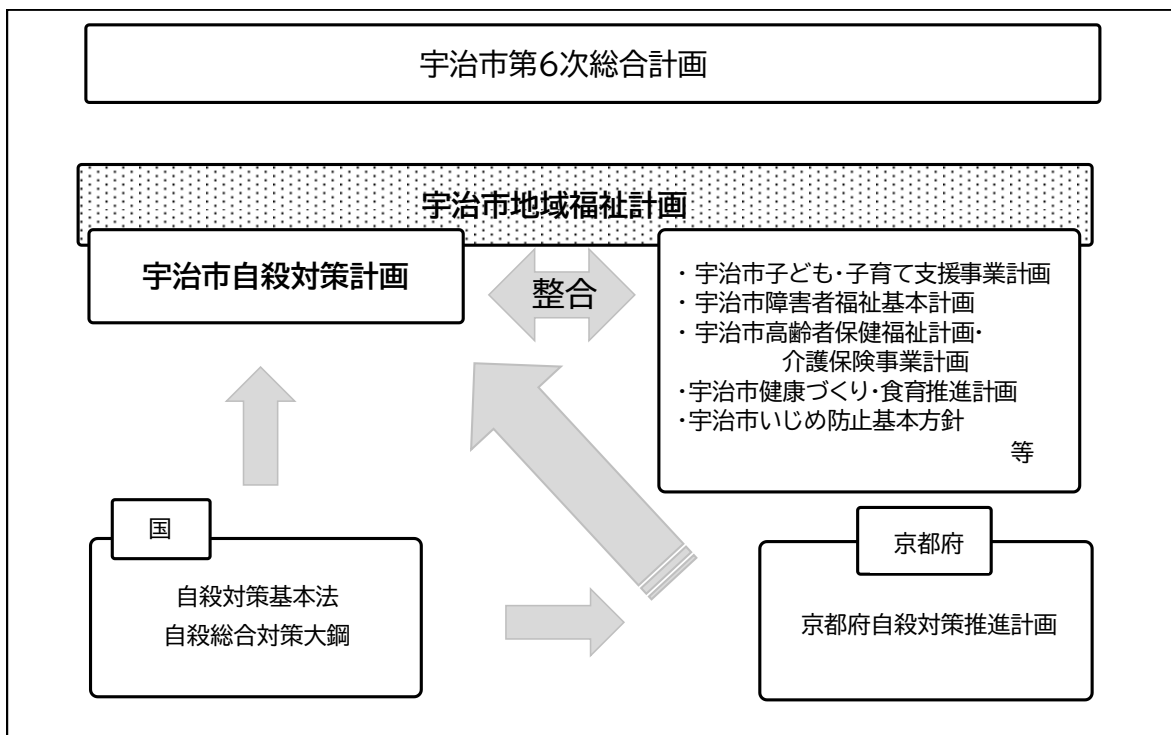 宇治市第6次総合計画
宇治市地域福祉計画
宇治市自殺対策計画
整合
・ 宇治市子ども・子育て支援事業計画
・ 宇治市障害者福祉基本計画
・ 宇治市高齢者保健福祉計画・
介護保険事業計画
・宇治市健康づくり・食育推進計画
・宇治市いじめ防止基本方針
等
国
自殺対策基本法
自殺総合対策大鋼
京都府
京都府自殺対策推進計画